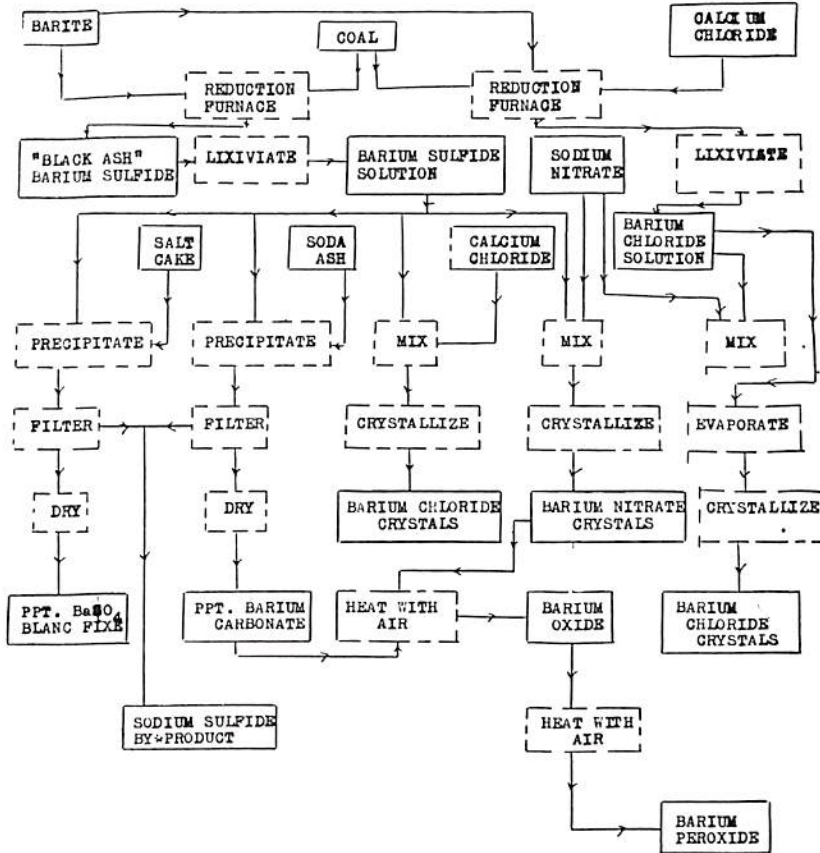 BARITE
COAL
CALCIUM
CHLORIDE
REDUCTION
FURNACE
REDUCTION
FURNACE
"BLACK ASH"
BARIUM SULFIDE
LIXIVIATE
BARIUM SULFIDE
SOLUTION
SODIUM
NITRATE
LIXIVIATE
SALT
CAKE
SODA
ASH
CALCIUM
CHLORIDE
BARIUM
CHLORIDE
SOLUTION
PRECIPITATE
PRECIPITATE
MIX
MIX
MIX
FILTER
FILTER
CRYSTALLIZE
CRYSTALLIZE
EVAPORATE
DRY
DRY
BARIUM CHLORIDE
CRYSTALS
BARIUM NITRATE
CRYSTALS
CRYSTALLIZE
PPT. BaSO4
BLANC FIXE
PPT. BARIUM
CARBONATE
HEAT WITH
AIR
BARIUM
OXIDE
BARIUM
CHLORIDE
CRYSTALS
SODIUM SULFIDE
BY*PRODUCT
HEAT WITH
AIR
BARIUM
PEROXIDE